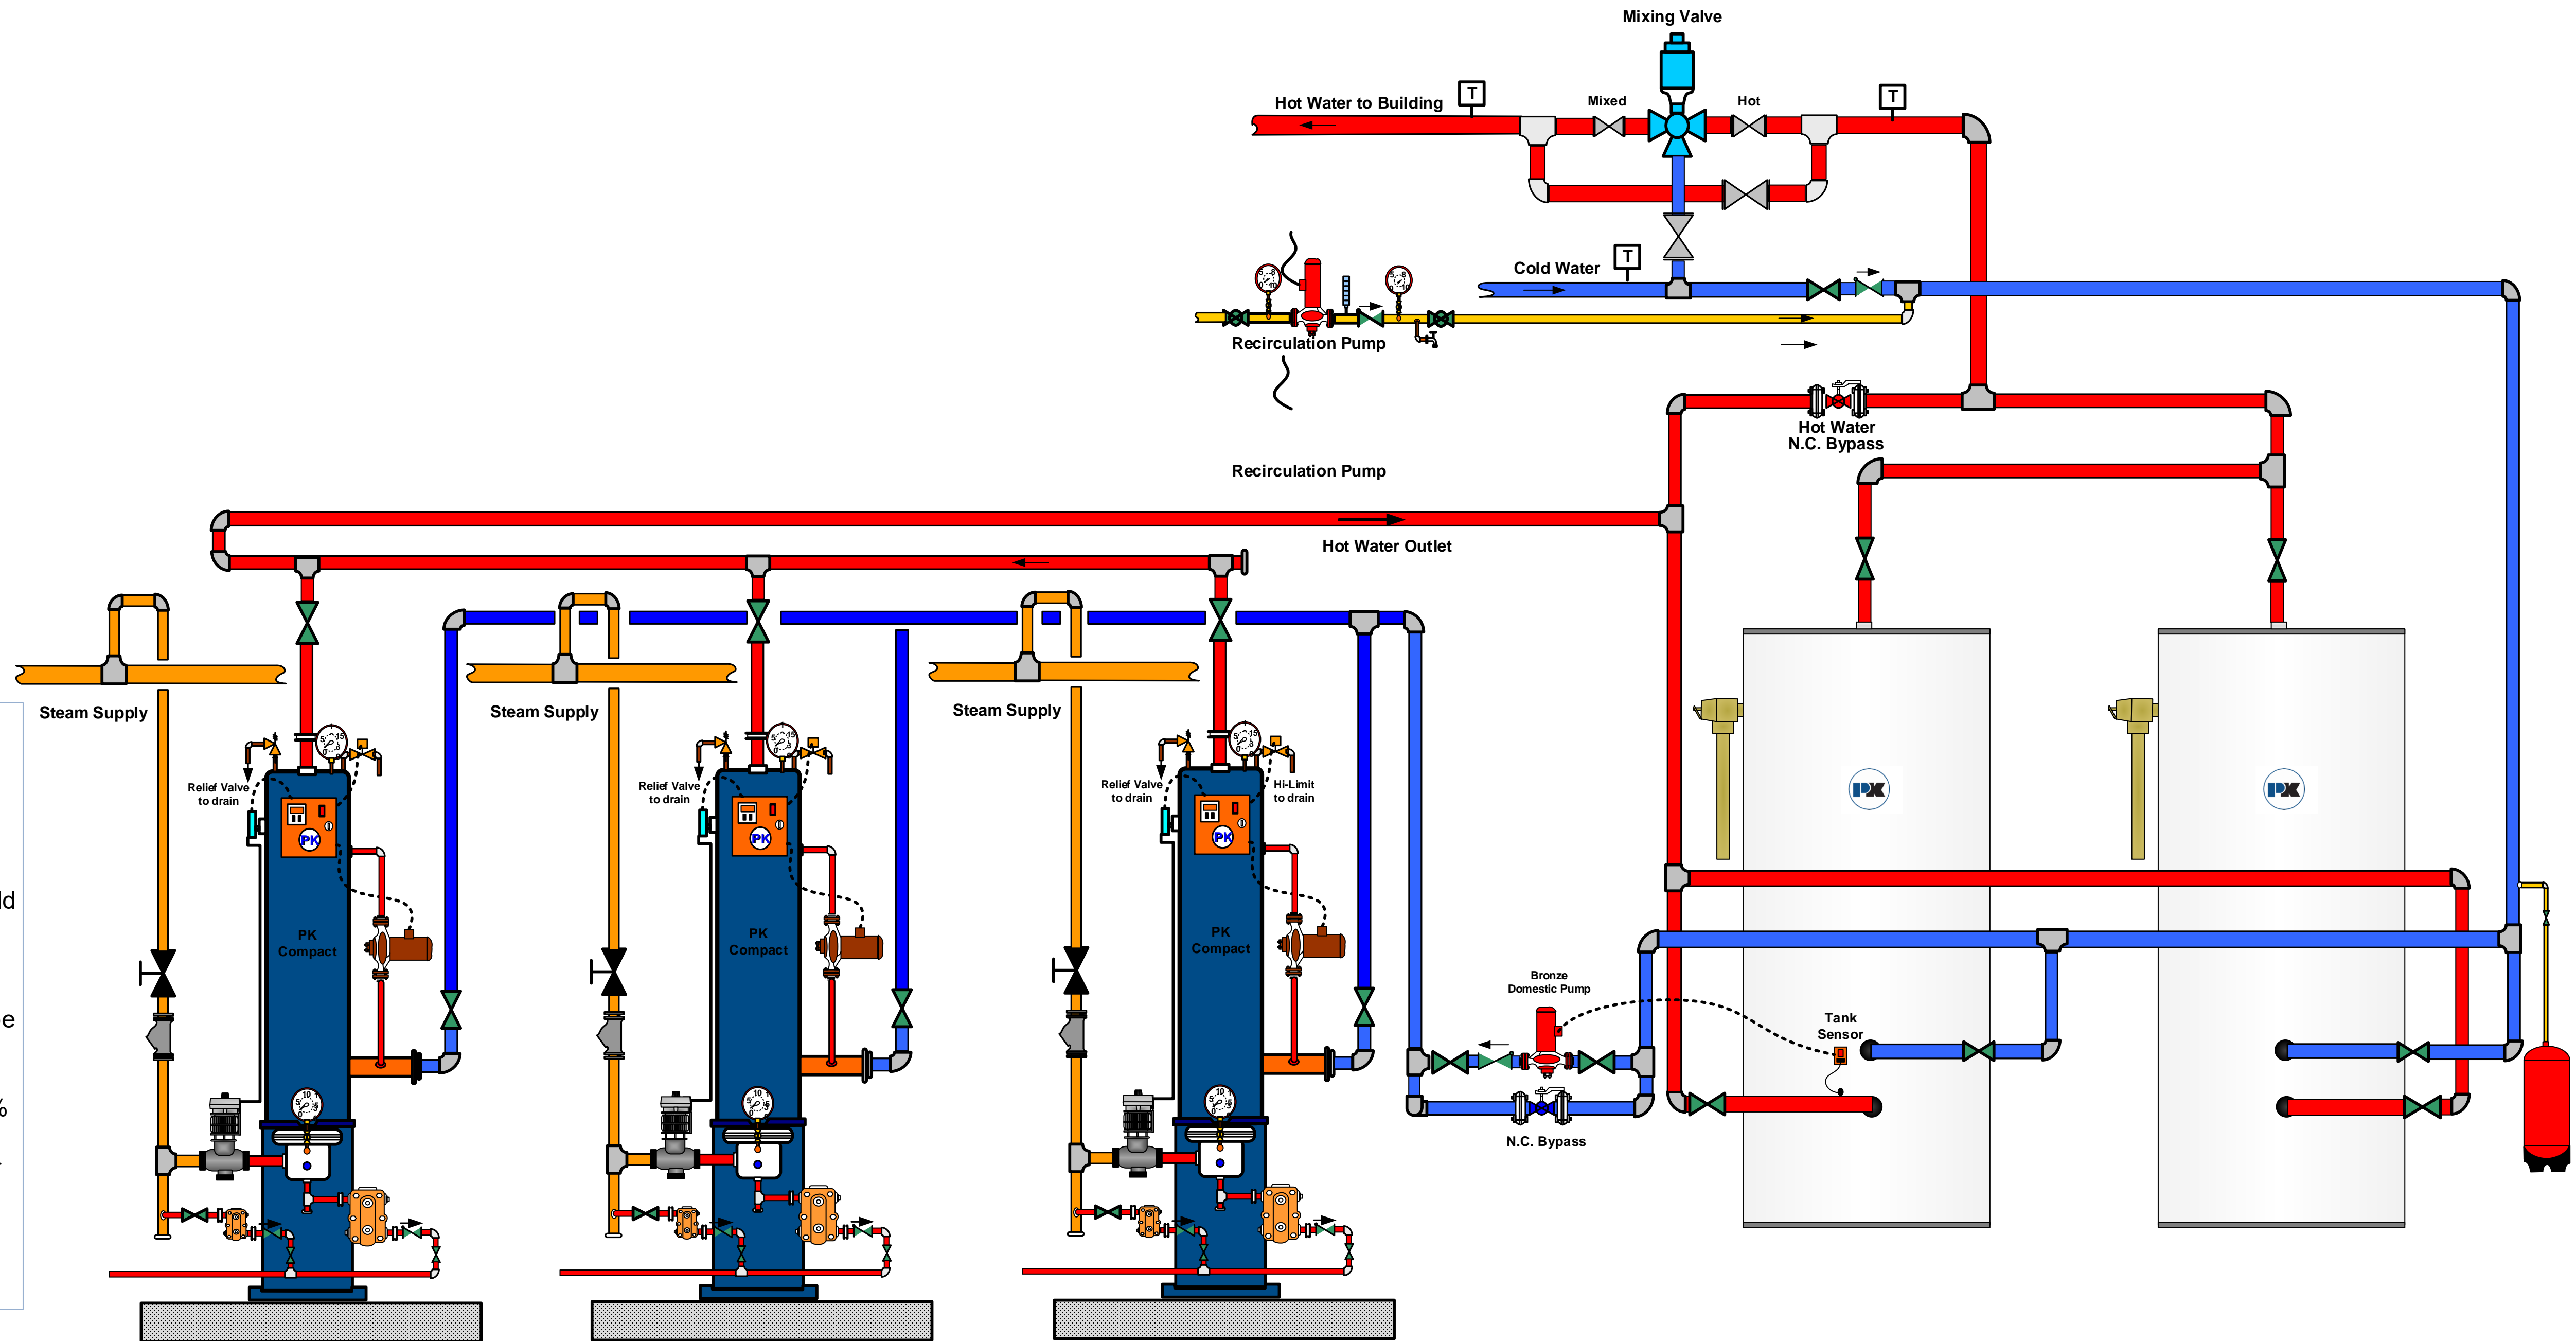 Mixing Valve
T
T
Hot Water to Building
Mixed
Hot
T
Cold Water
Recirculation Pump
Hot Water
N.C. Bypass
Recirculation Pump
Hot Water Outlet
Steam Supply
Steam Supply
Steam Supply
Relief Valve
to drain
Relief Valve
to drain
Relief Valve
to drain
Hi-Limit
to drain
PK
PK
PK
PK
PK
PK
Compact
PK
Compact
PK
Compact
ld
e
%
Bronze
Domestic Pump
Tank
Sensor
N.C. Bypass